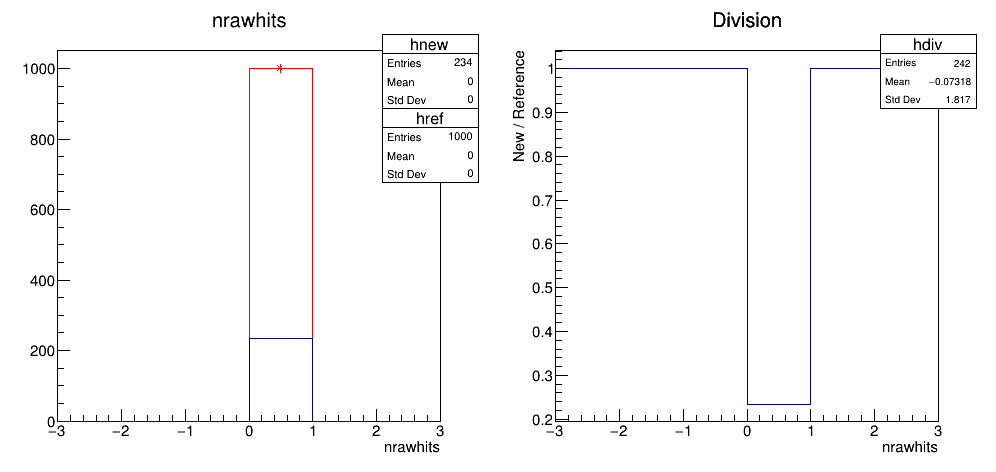 nrawhits
hnew
Entries 234
Mean 0
Std Dev 0
href
Entries 1000
Mean 0
Std Dev 0
1000
800
600
400
200
0
−3 −2 −1 0 1 2 3
nrawhits
Division
hdiv
Entries 242
Mean −0.07318
Std Dev 1.817
New / Reference
1
0.9
0.8
0.7
0.6
0.5
0.4
0.3
0.2
−3 −2 −1 0 1 2 3
nrawhits